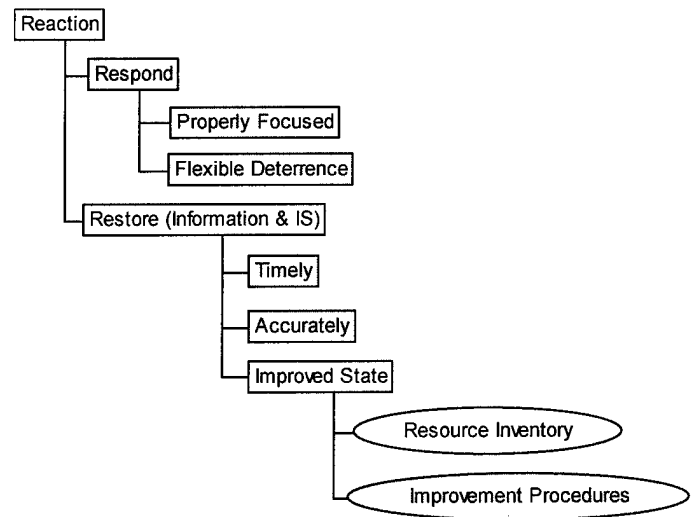 Reaction
Respond
Properly Focused
Flexible Deterrence
Restore (Information & IS)
Timely
Accurately
Improved State
Resource Inventory
Improvement Procedures